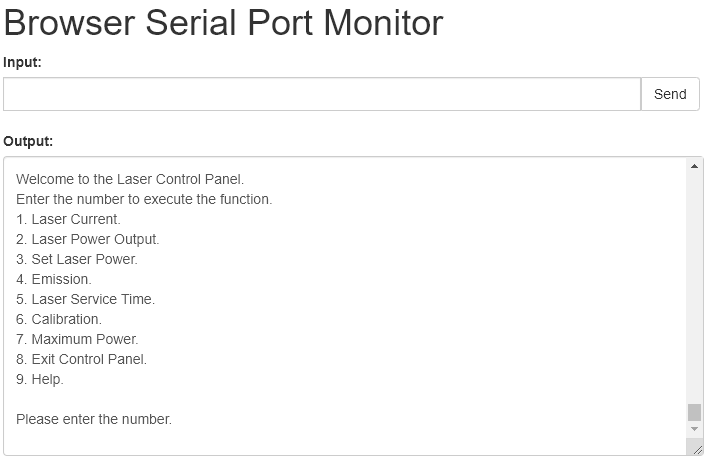 Browser Serial Port Monitor
Input:
Send
Output:
Welcome to the Laser Control Panel.
Enter the number to execute the function.
1. Laser Current.
2. Laser Power Output.
3. Set Laser Power.
4. Emission.
5. Laser Service Time.
6. Calibration.
7. Maximum Power.
8. Exit Control Panel.
9. Help.
Please enter the number.